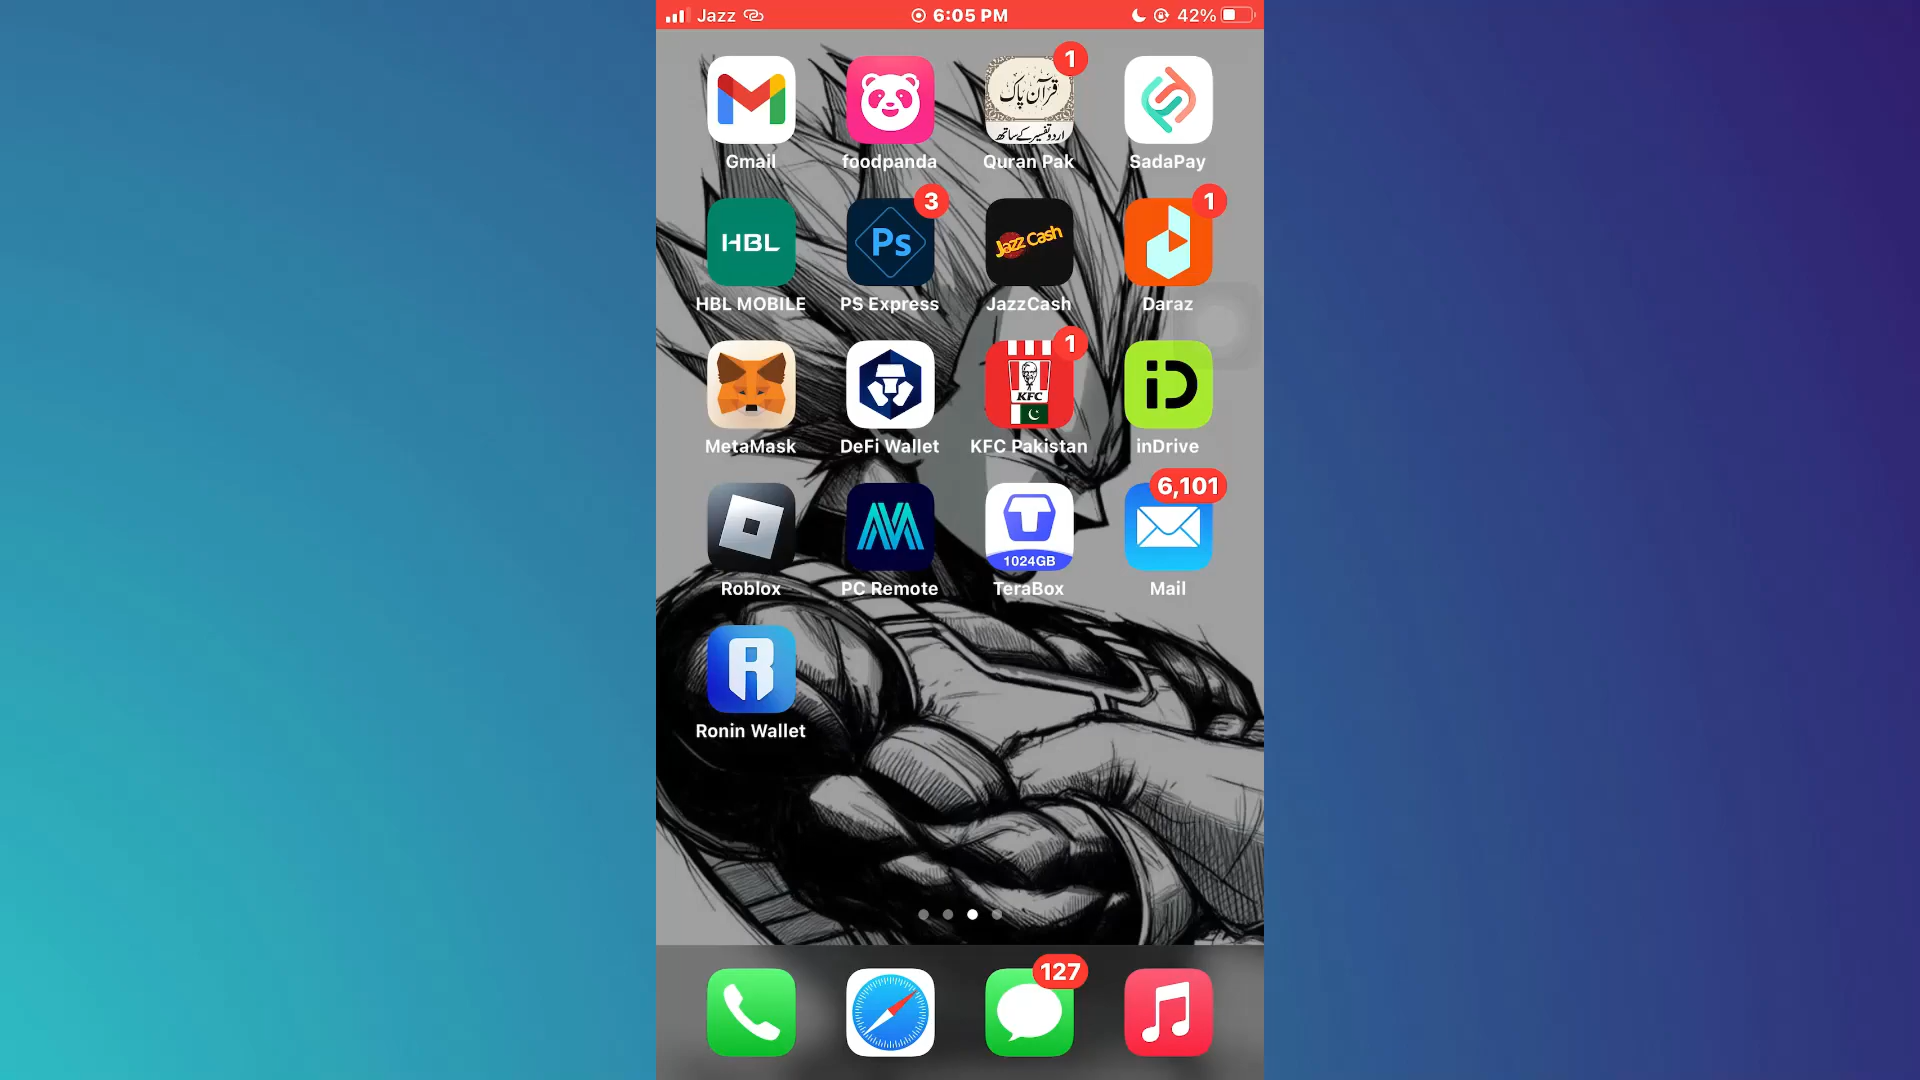 Jazz 6:05 PM 42%
1
قرآن پاک
اردو تفسیر کے ساتھ
Gmail foodpanda Quran Pak SadaPay
3 1
HBL Ps Jazz Cash
HBL MOBILE PS Express JazzCash Daraz
1
KFC iD
MetaMask DeFi Wallet KFC Pakistan inDrive
6,101
1024GB
Roblox PC Remote TeraBox Mail
R
Ronin Wallet
127